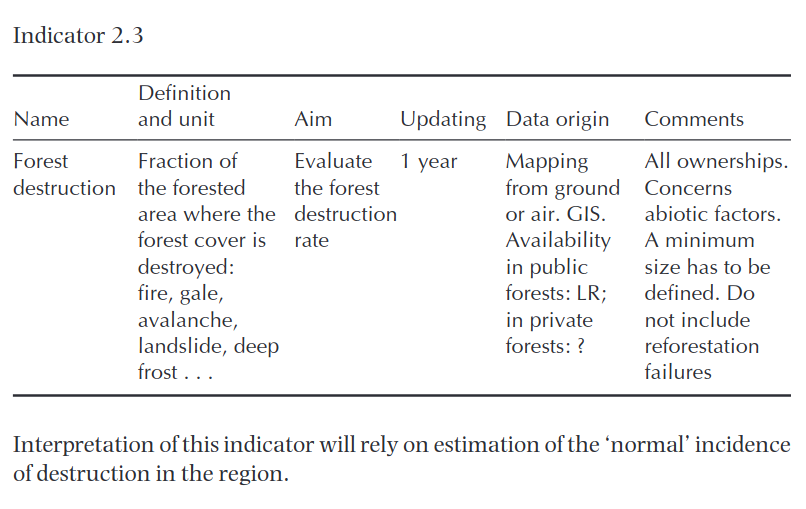 Indicator 2.3
Definition
Name and unit Aim Updating Data origin Comments
Forest Fraction of Evaluate 1 year Mapping All ownerships.
destruction the forested the forest from ground Concerns
area where the destruction or air. GIS. abiotic factors.
forest cover is rate Availability A minimum
destroyed: in public size has to be
fire, gale, forests: LR; defined. Do
avalanche, in private not include
landslide, deep forests: ? reforestation
frost . . . failures
Interpretation of this indicator will rely on estimation of the ‘normal’ incidence
of destruction in the region.